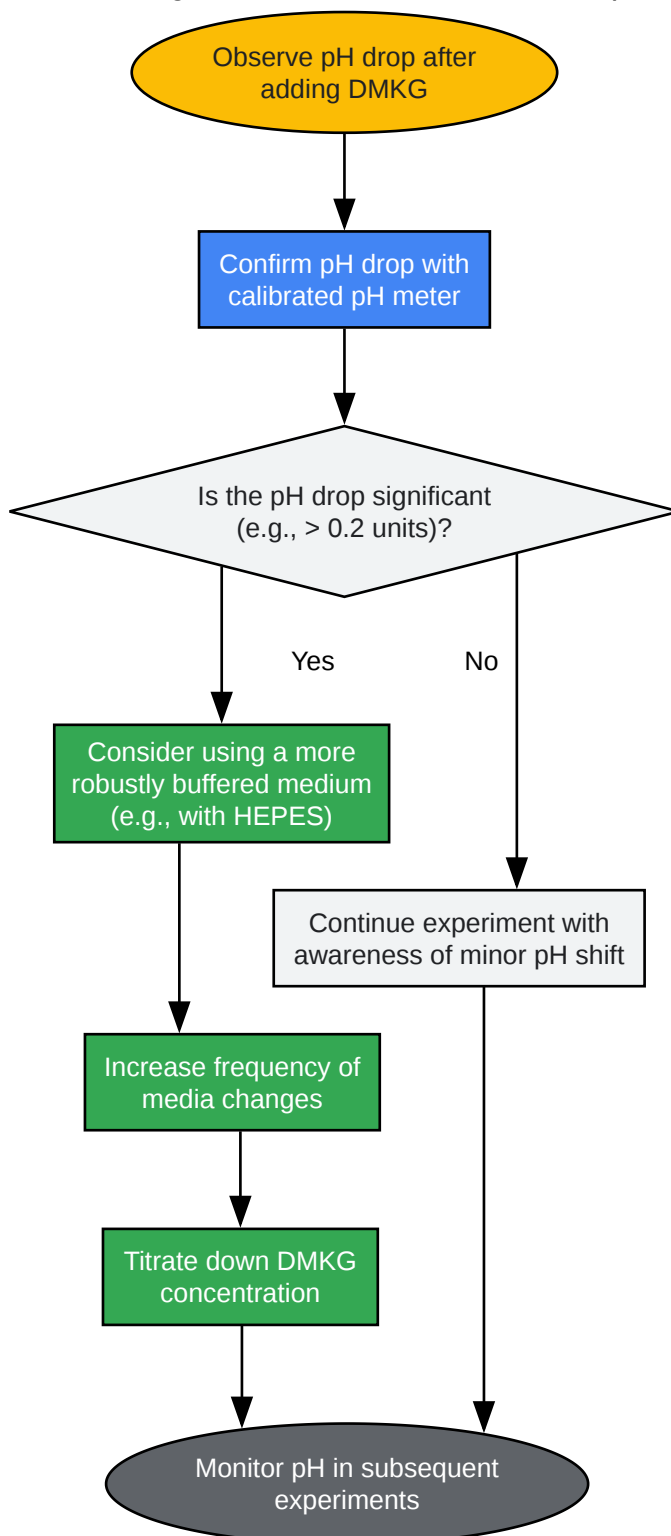 Observe pH drop after
adding DMKG
Confirm pH drop with
calibrated pH meter
Is the pH drop significant
(e.g., > 0.2 units)?
Yes
No
Consider using a more
robustly buffered medium
(e.g., with HEPES)
Continue experiment with
awareness of minor pH shift
Increase frequency of
media changes
Titrate down DMKG
concentration
Monitor pH in subsequent
experiments